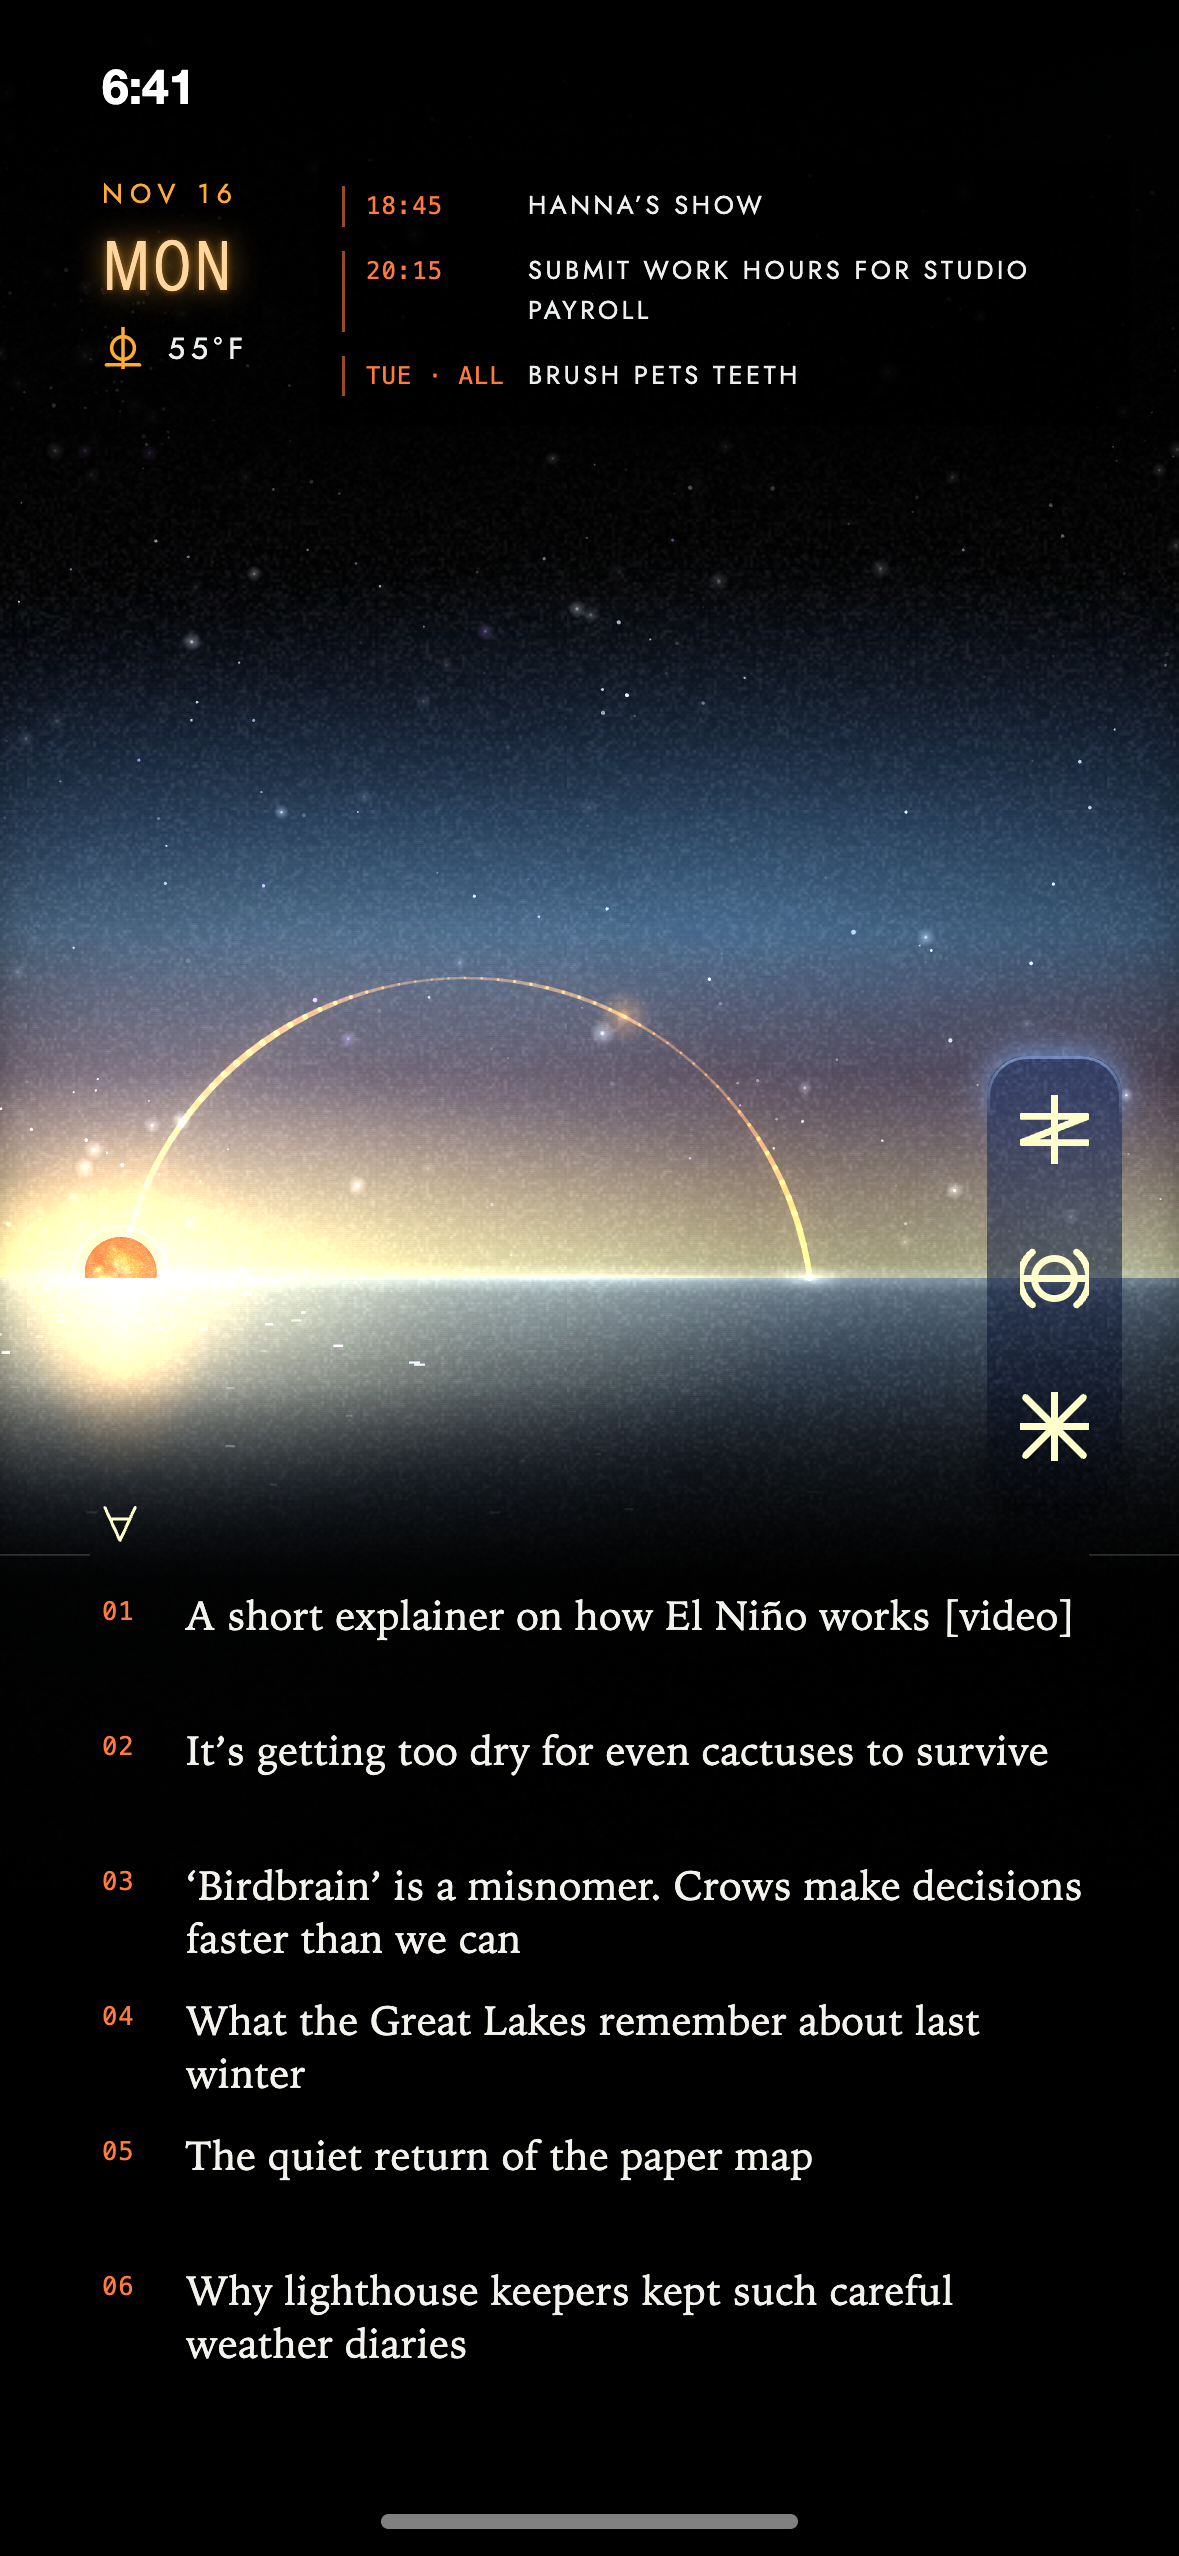 6:41
NOV 16
MON
55°F
18:45 HANNA’S SHOW
20:15 SUBMIT WORK HOURS FOR STUDIO
PAYROLL
TUE · ALL BRUSH PETS TEETH
01 A short explainer on how El Niño works [video]
02 It’s getting too dry for even cactuses to survive
03 ‘Birdbrain’ is a misnomer. Crows make decisions
faster than we can
04 What the Great Lakes remember about last
winter
05 The quiet return of the paper map
06 Why lighthouse keepers kept such careful
weather diaries